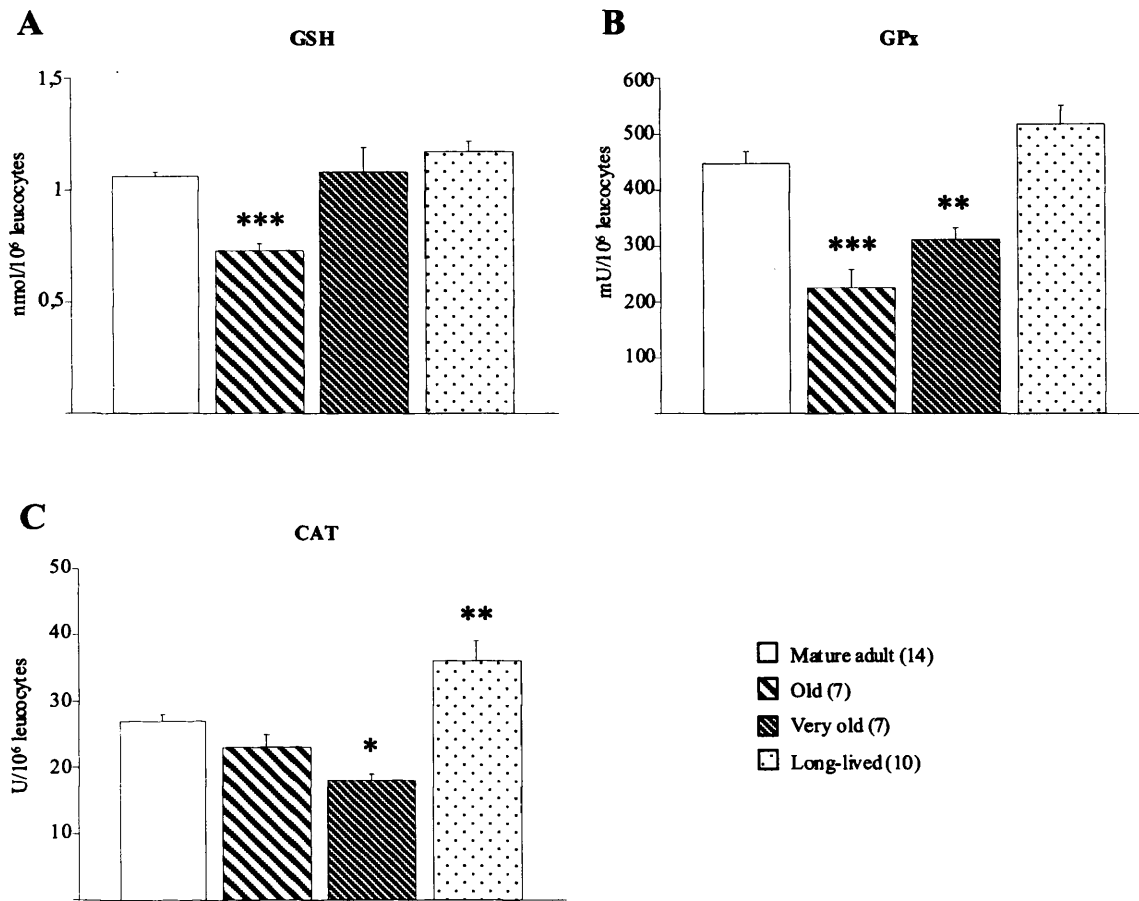 A
GSH
1,5
1
0,5
nmol/10⁶ leucocytes
***
B
GPx
600
500
400
300
200
100
mU/10⁶ leucocytes
***
**
C
CAT
50
40
30
20
10
U/10⁶ leucocytes
*
**
Mature adult (14)
Old (7)
Very old (7)
Long-lived (10)